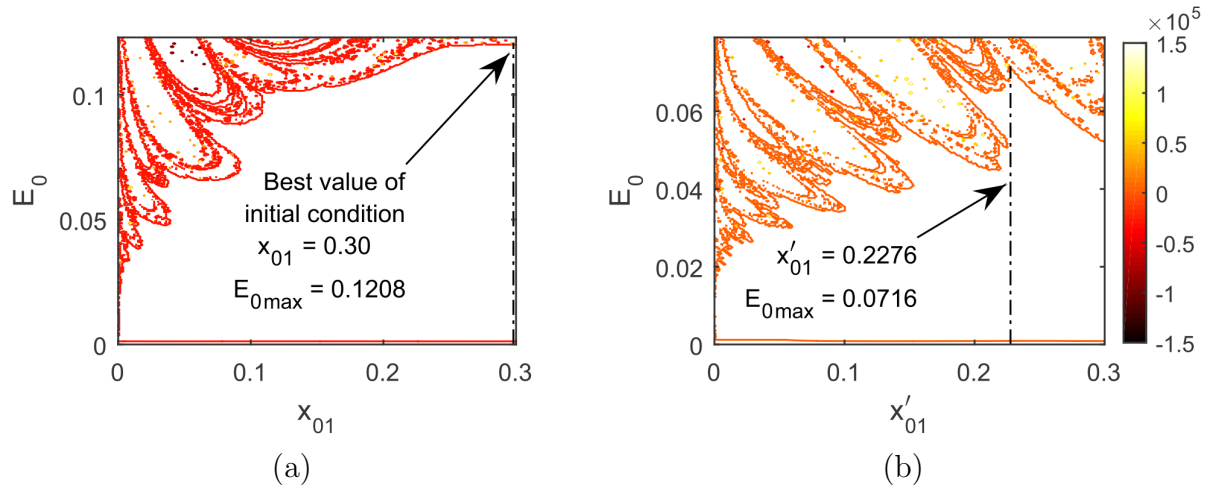 E₀
0.1
0.05
0
0
0.1
0.2
0.3
x₀₁
Best value of
initial condition
x₀₁ = 0.30
E₀max = 0.1208
(a)
E₀
0.06
0.04
0.02
0
0
0.1
0.2
0.3
x′₀₁
x′₀₁ = 0.2276
E₀max = 0.0716
(b)
×10⁵
1.5
1
0.5
0
-0.5
-1
-1.5